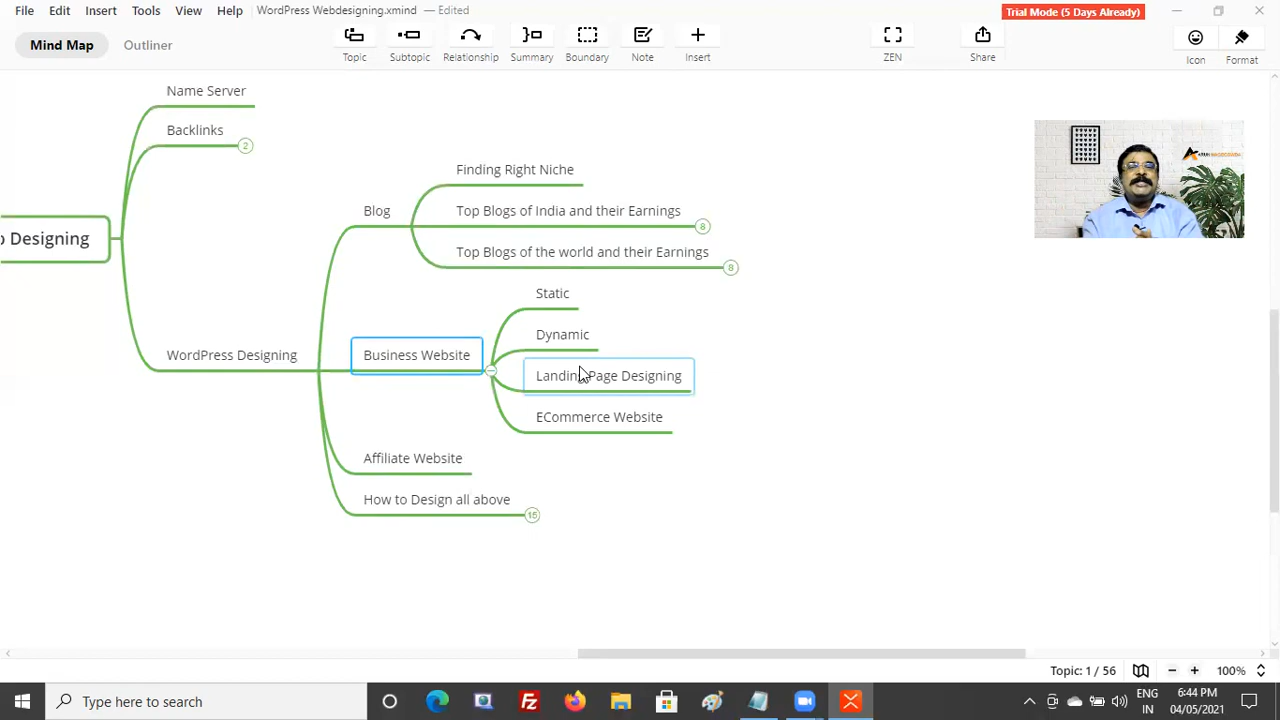 File Edit Insert Tools View Help WordPress Webdesigning.xmind — Edited Trial Mode (5 Days Already)
Mind Map Outliner
Topic Subtopic Relationship Summary Boundary Note Insert ZEN Share Icon Format
Name Server
Backlinks
2
Finding Right Niche
Blog
Top Blogs of India and their Earnings
8
Top Blogs of the world and their Earnings
8
Designing
Static
Dynamic
WordPress Designing
Business Website
Landing Page Designing
ECommerce Website
Affiliate Website
How to Design all above
15
Topic: 1 / 56 100%
Type here to search
ENG
IN
6:44 PM
04/05/2021